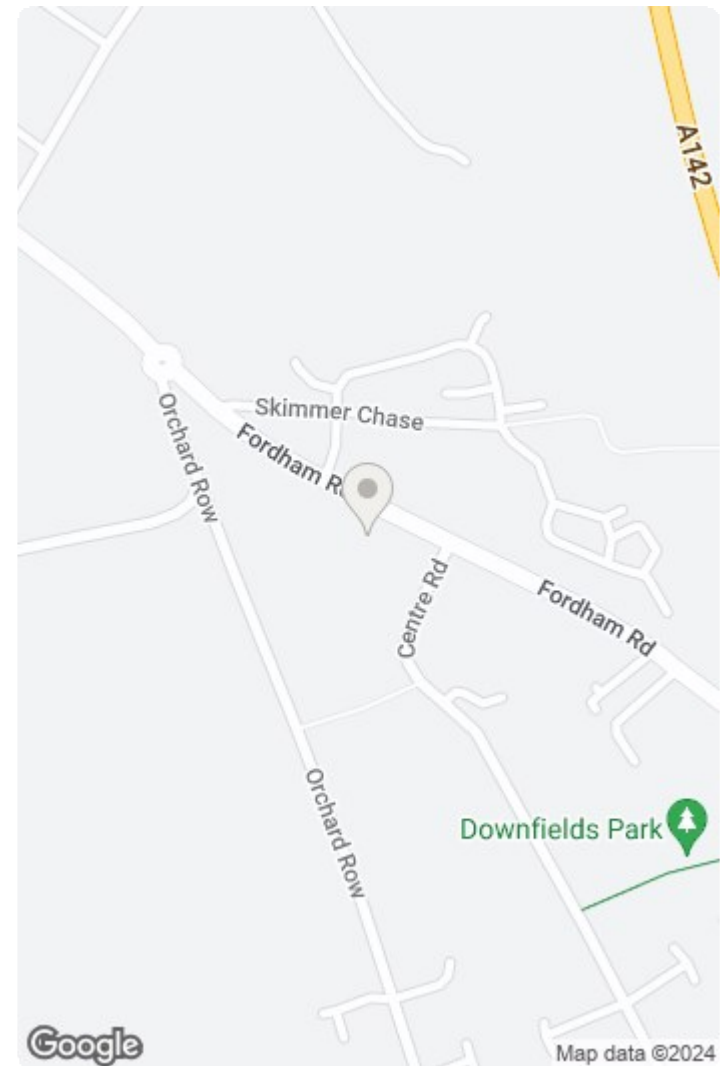 A142
Skimmer Chase
Orchard Row
Fordham R
Centre Rd
Fordham Rd
Orchard Row
Downfields Park
Google
Map data ©2024